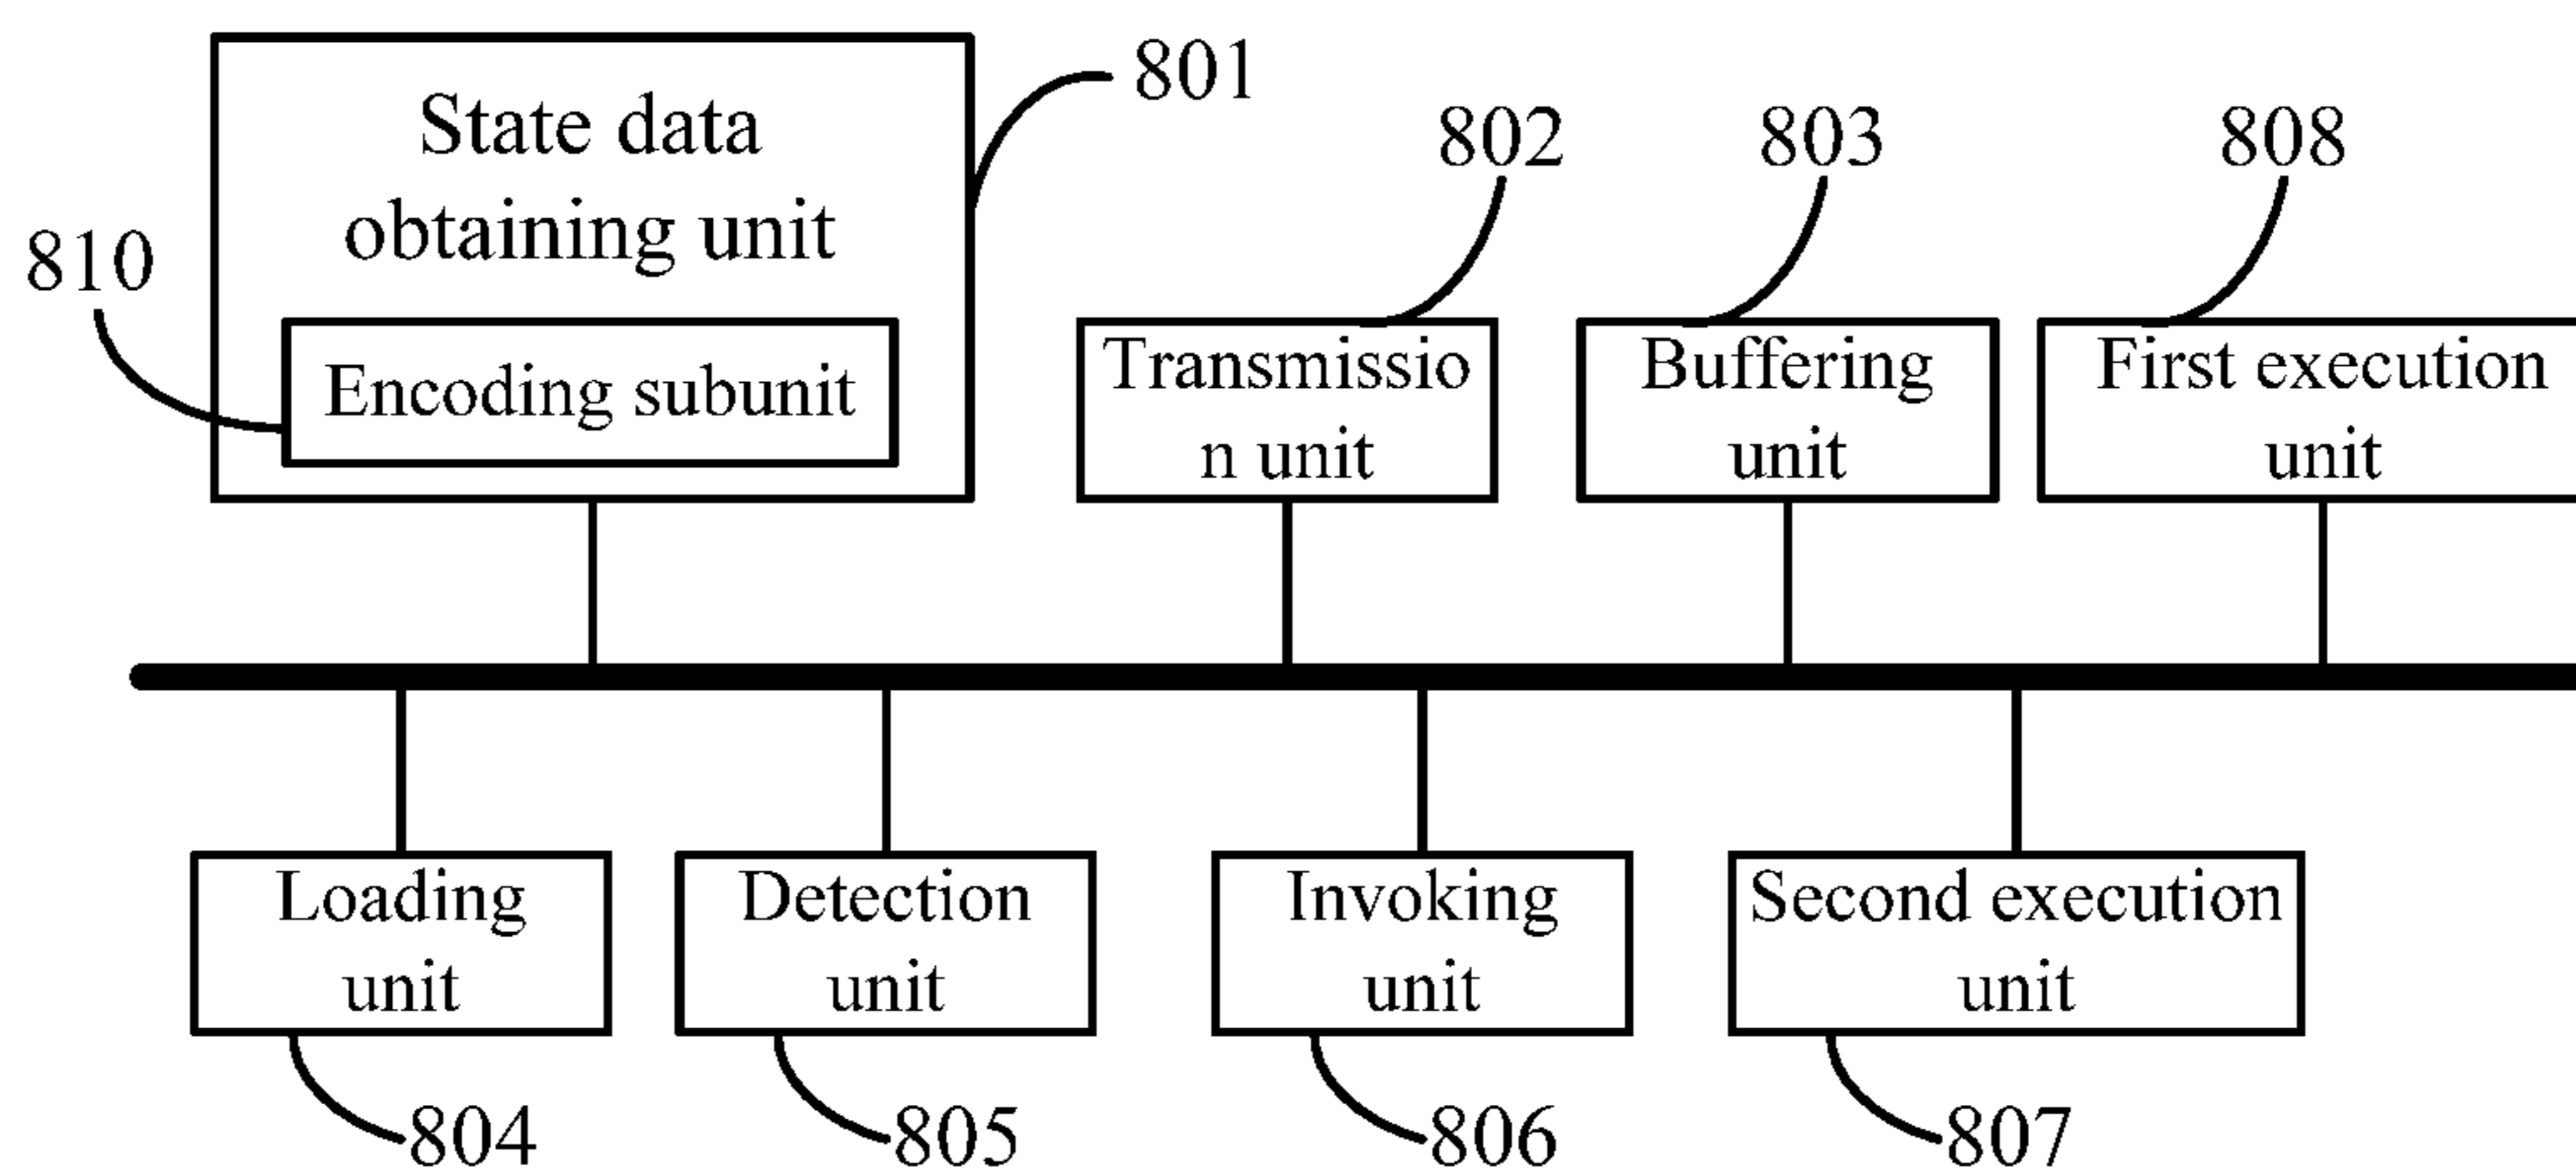 801
State data
obtaining unit
810
Encoding subunit
802
Transmissio
n unit
803
Buffering
unit
808
First execution
unit
Loading
unit
804
Detection
unit
805
Invoking
unit
806
Second execution
unit
807